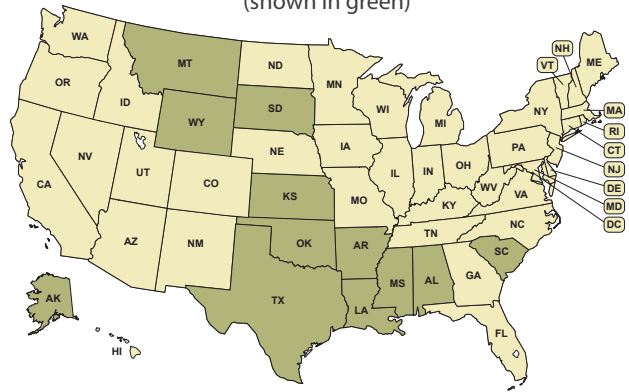 (shown in green)
WA
MT
ND
MN
NH
VT
ME
OR
ID
WY
SD
WI
MI
NY
MA
RI
CT
NV
UT
NE
IA
PA
NJ
CA
CO
IL
IN
OH
DE
KS
MO
WV
VA
MD
KY
DC
AZ
NM
OK
AR
TN
NC
SC
AK
TX
MS
AL
GA
LA
HI
FL